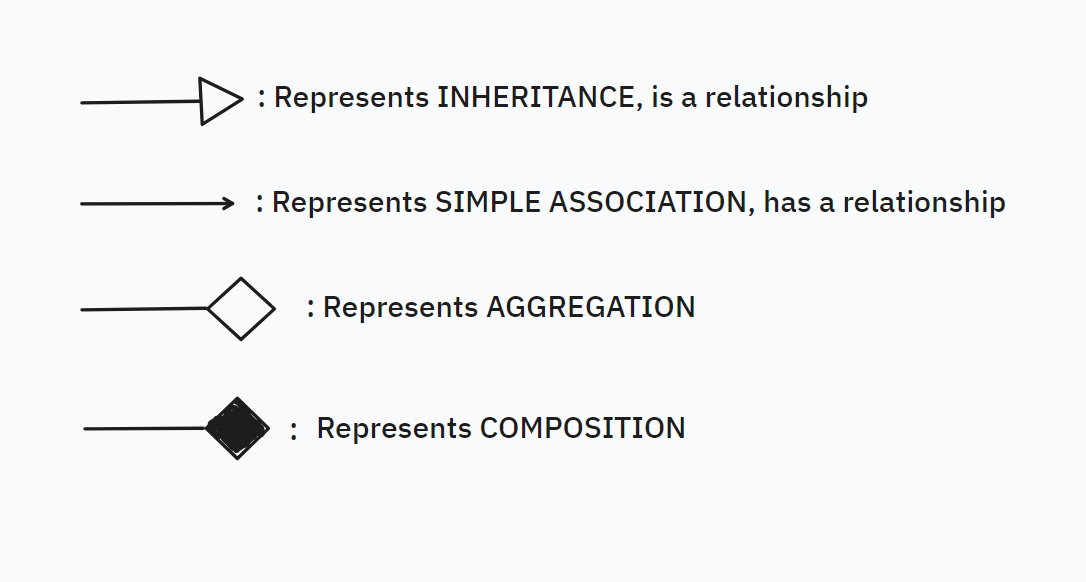 : Represents INHERITANCE, is a relationship
: Represents SIMPLE ASSOCIATION, has a relationship
: Represents AGGREGATION
: Represents COMPOSITION